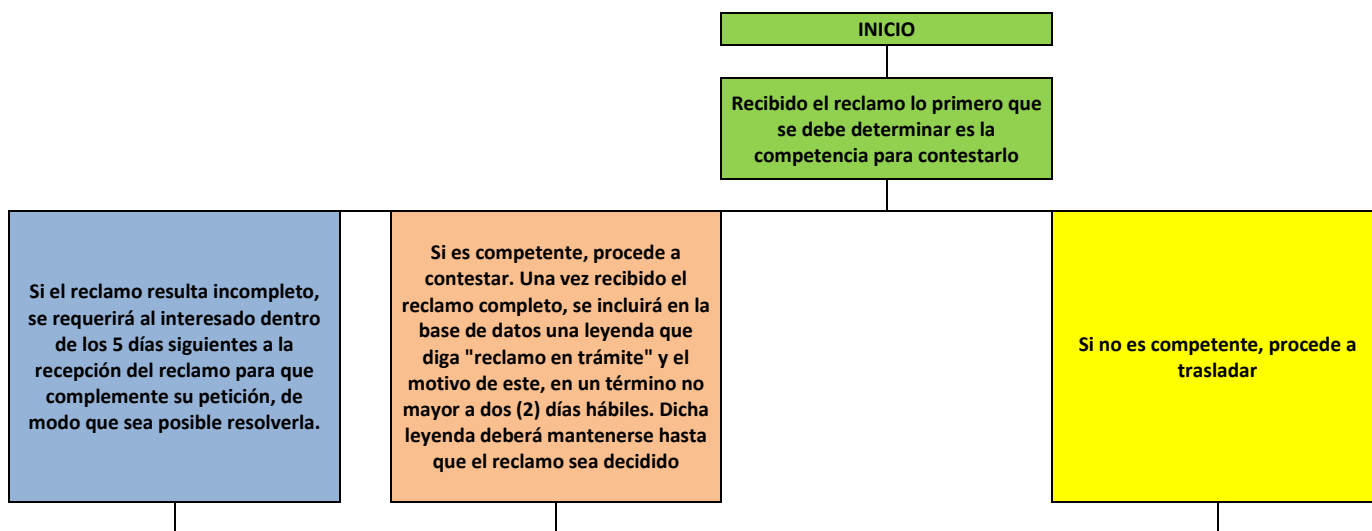 INICIO
Recibido el reclamo lo primero que
se debe determinar es la
competencia para contestarlo
Si el reclamo resulta incompleto,
se requerirá al interesado dentro
de los 5 días siguientes a la
recepción del reclamo para que
complemente su petición, de
modo que sea posible resolverla.
Si es competente, procede a
contestar. Una vez recibido el
reclamo completo, se incluirá en la
base de datos una leyenda que
diga "reclamo en trámite" y el
motivo de este, en un término no
mayor a dos (2) días hábiles. Dicha
leyenda deberá mantenerse hasta
que el reclamo sea decidido
Si no es competente, procede a
trasladar